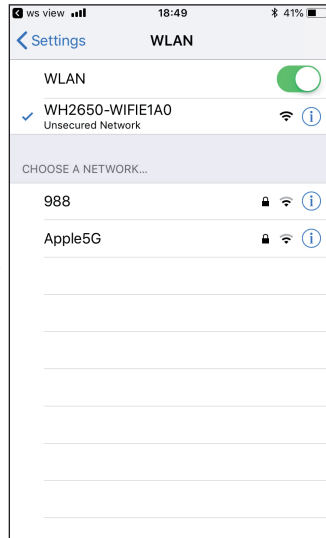 ws view 18:49 41%
Settings WLAN
WLAN
WH2650-WIFIE1A0
Unsecured Network
CHOOSE A NETWORK...
988
Apple5G